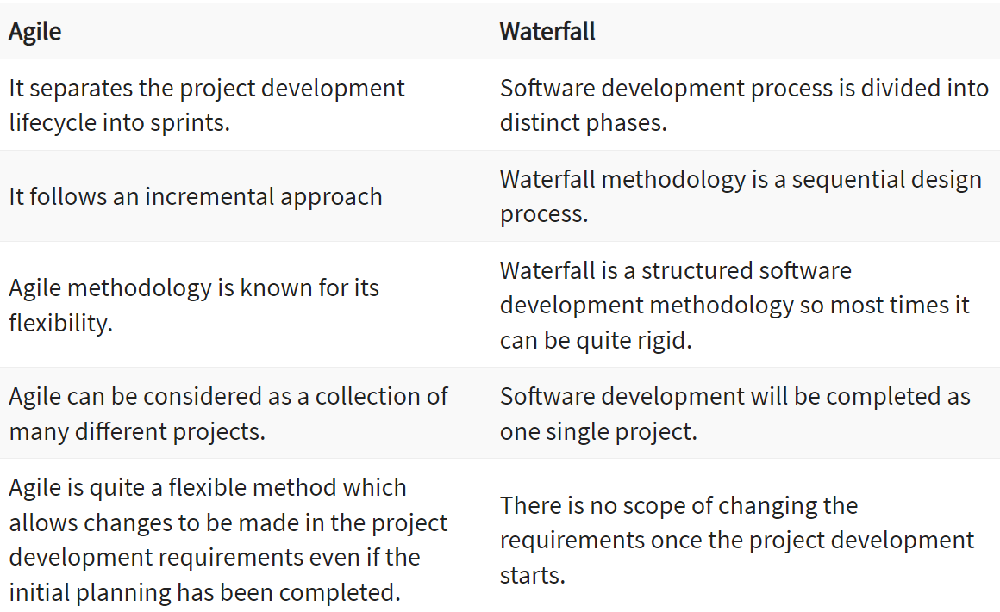 Agile
Waterfall
It separates the project development
lifecycle into sprints.
Software development process is divided into
distinct phases.
It follows an incremental approach
Waterfall methodology is a sequential design
process.
Agile methodology is known for its
flexibility.
Waterfall is a structured software
development methodology so most times it
can be quite rigid.
Agile can be considered as a collection of
many different projects.
Software development will be completed as
one single project.
Agile is quite a flexible method which
allows changes to be made in the project
development requirements even if the
initial planning has been completed.
There is no scope of changing the
requirements once the project development
starts.